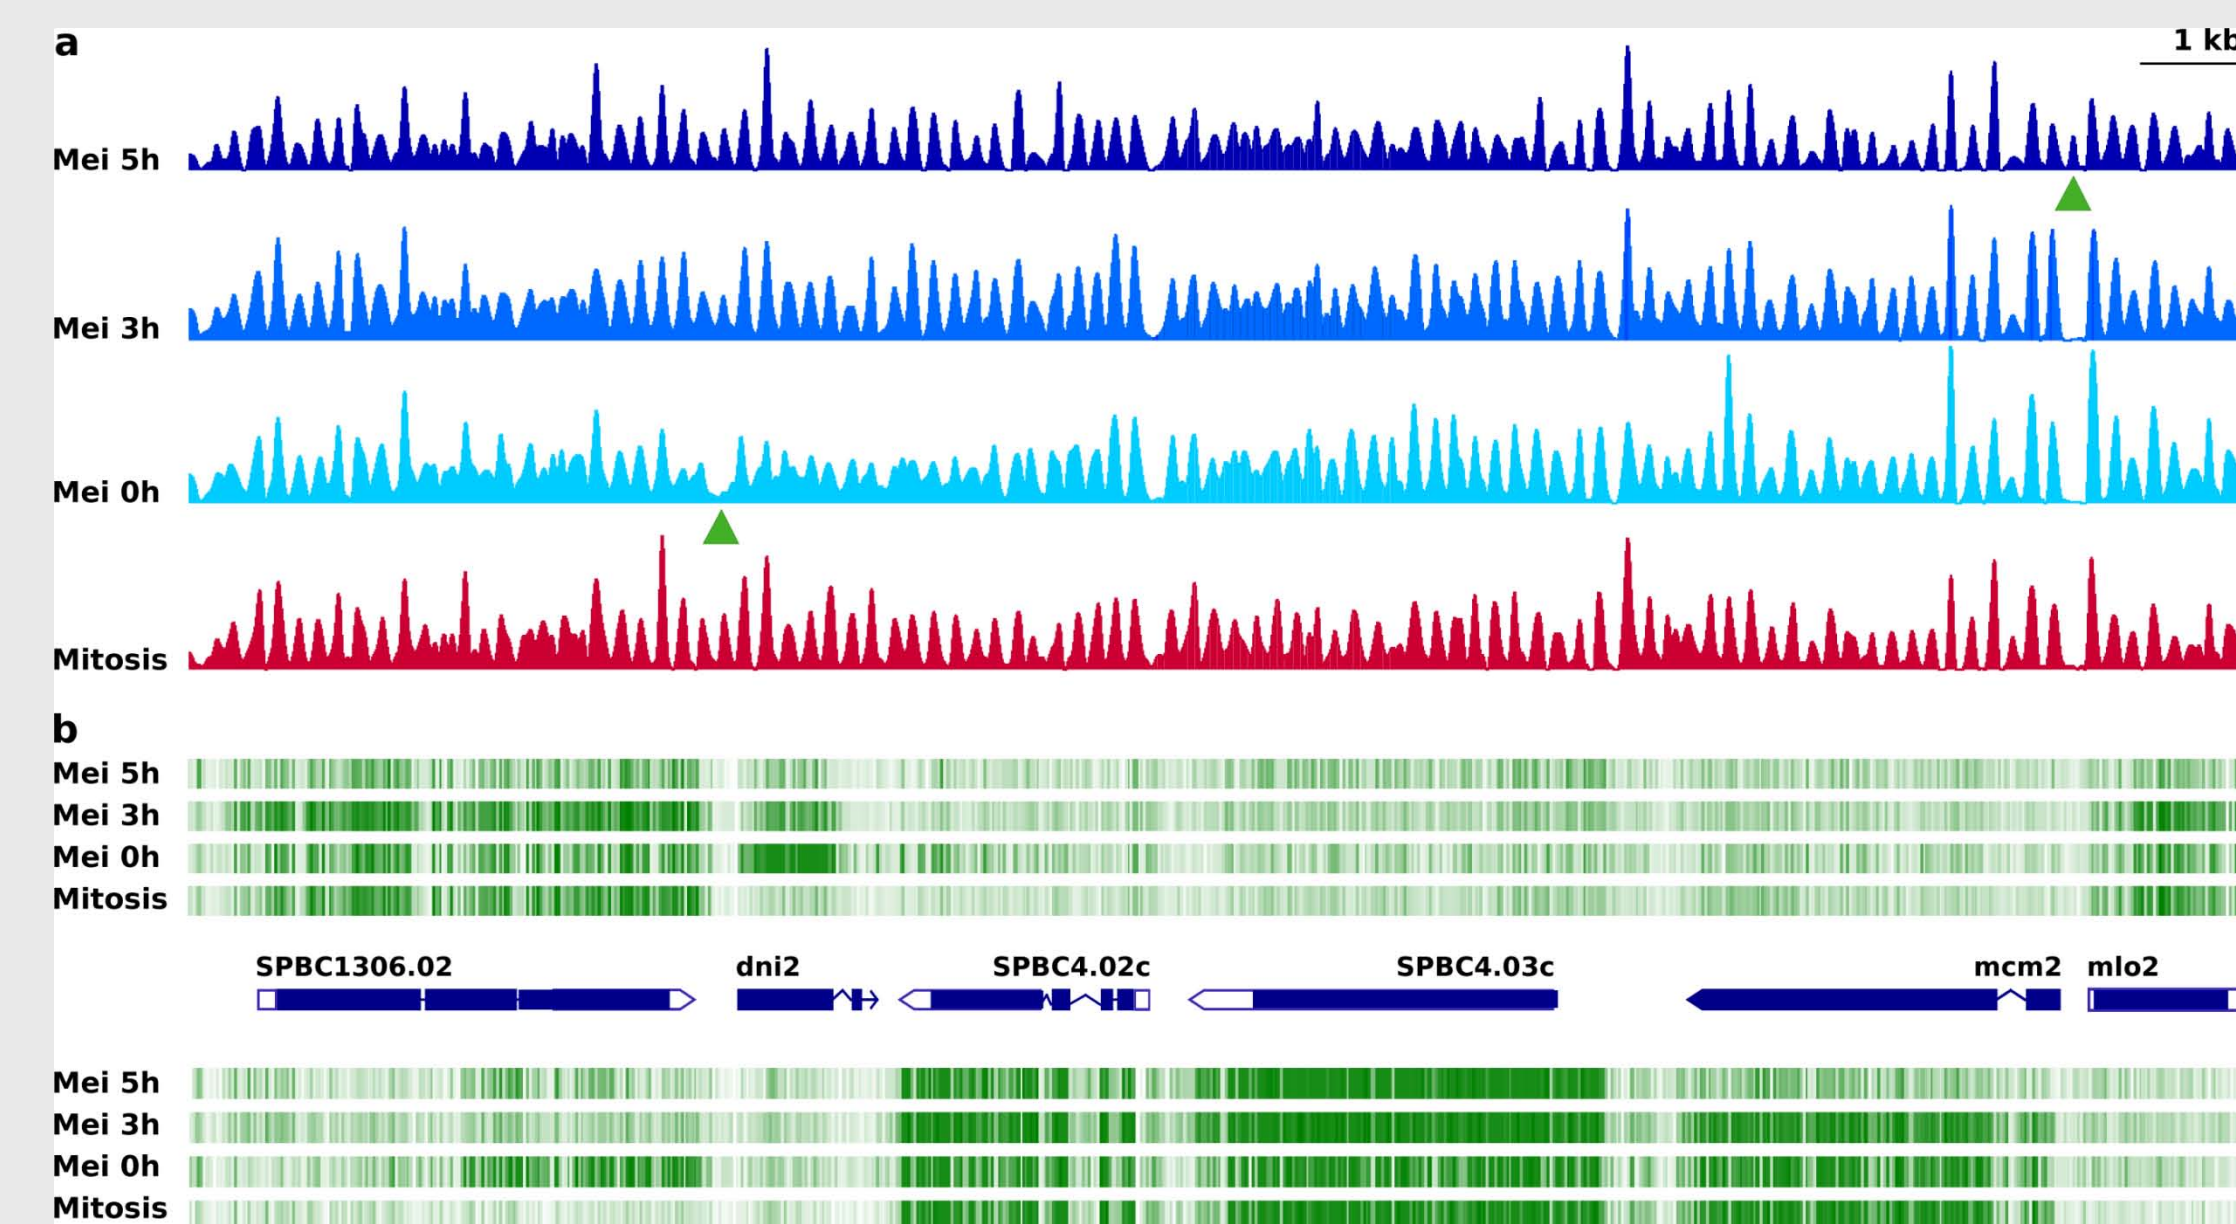 a
1 kb
Mei 5h
Mei 3h
Mei 0h
Mitosis
b
Mei 5h
Mei 3h
Mei 0h
Mitosis
SPBC1306.02 dni2 SPBC4.02c SPBC4.03c mcm2 mlo2
Mei 5h
Mei 3h
Mei 0h
Mitosis